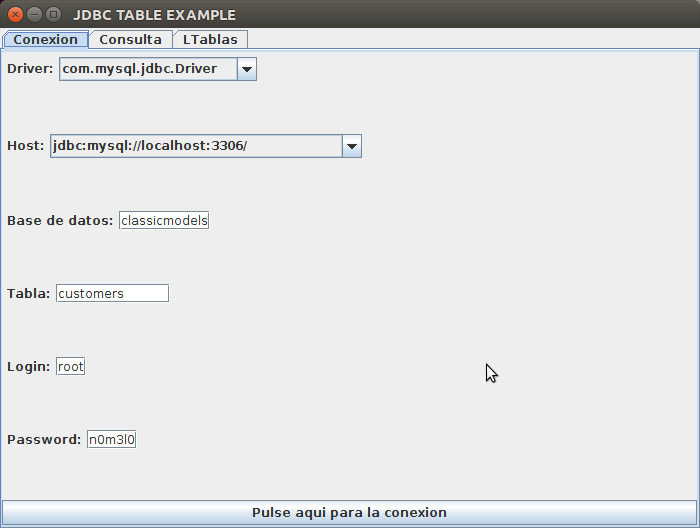 JDBC TABLE EXAMPLE
Conexion Consulta LTablas
Driver: com.mysql.jdbc.Driver
Host: jdbc:mysql://localhost:3306/
Base de datos: classicmodels
Tabla: customers
Login: root
Password: n0m3l0
Pulse aqui para la conexion